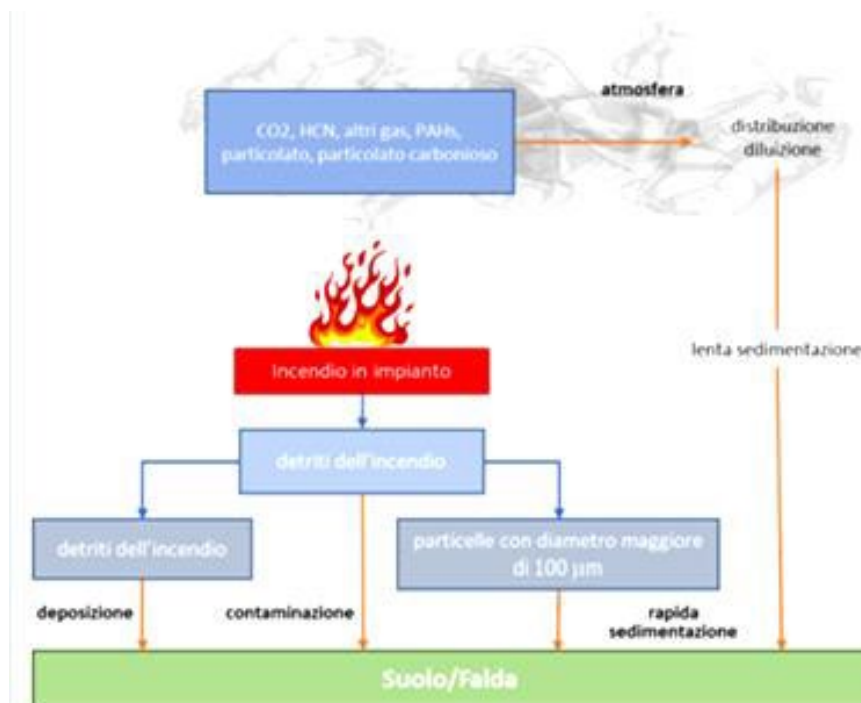 atmosfera
CO2, HCN, altri gas, PAHs,
particolato, particolato carbonioso
distribuzione
diluizione
lenta sedimentazione
Incendio in impianto
detriti dell'incendio
detriti dell'incendio
particelle con diametro maggiore
di 100 µm
deposizione
contaminazione
rapida
sedimentazione
Suolo/Falda